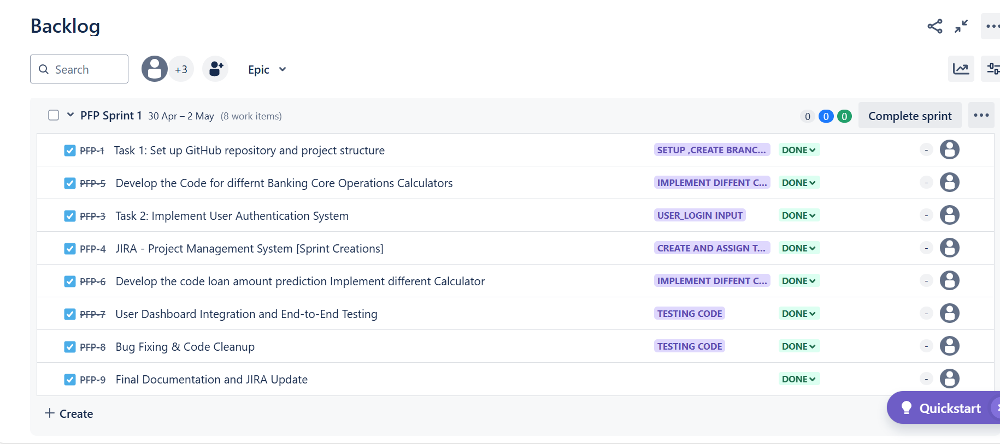 Backlog
Search
+3
Epic
PFP Sprint 1 30 Apr – 2 May (8 work items) 0 0 0 Complete sprint
PFP-1 Task 1: Set up GitHub repository and project structure SETUP ,CREATE BRANC... DONE -
PFP-5 Develop the Code for differnt Banking Core Operations Calculators IMPLEMENT DIFFENT C... DONE -
PFP-3 Task 2: Implement User Authentication System USER_LOGIN INPUT DONE -
PFP-4 JIRA - Project Management System [Sprint Creations] CREATE AND ASSIGN T... DONE -
PFP-6 Develop the code loan amount prediction Implement different Calculator IMPLEMENT DIFFENT C... DONE -
PFP-7 User Dashboard Integration and End-to-End Testing TESTING CODE DONE -
PFP-8 Bug Fixing & Code Cleanup TESTING CODE DONE -
PFP-9 Final Documentation and JIRA Update DONE -
+ Create
Quickstart